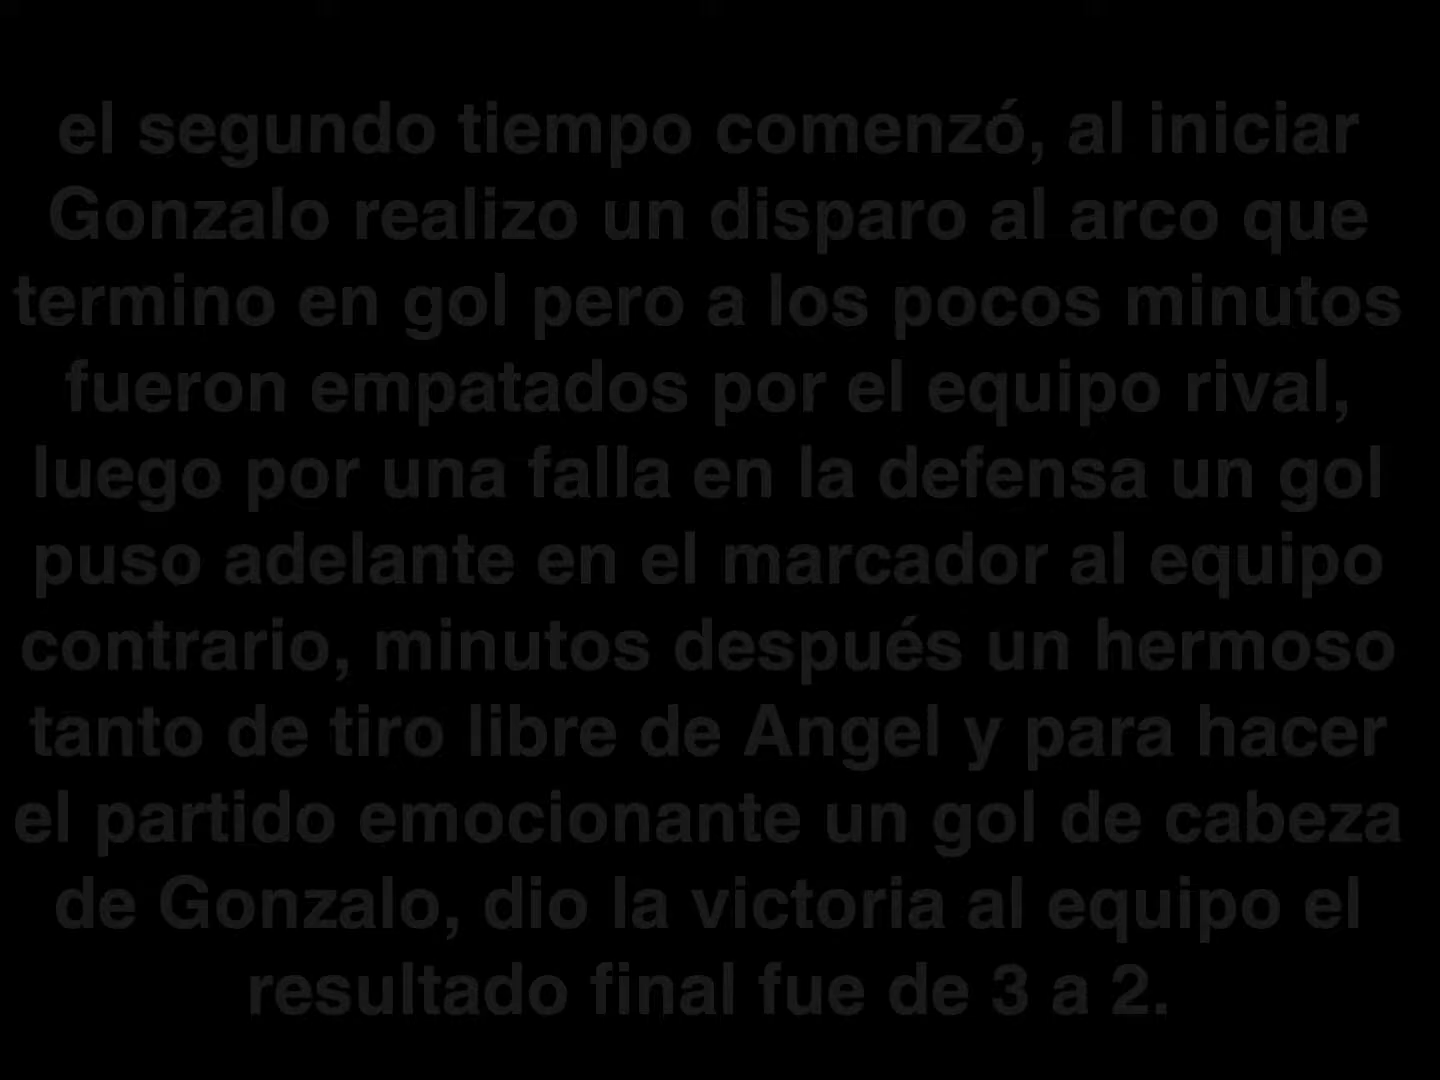 el segundo tiempo comenzó, al iniciar
Gonzalo realizo un disparo al arco que
termino en gol pero a los pocos minutos
fueron empatados por el equipo rival,
luego por una falla en la defensa un gol
puso adelante en el marcador al equipo
contrario, minutos después un hermoso
tanto de tiro libre de Angel y para hacer
el partido emocionante un gol de cabeza
de Gonzalo, dio la victoria al equipo el
resultado final fue de 3 a 2.